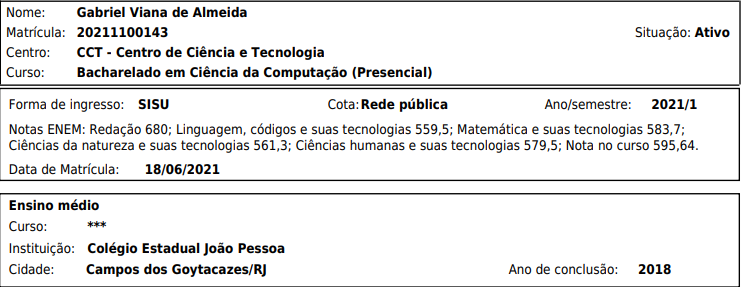 Nome: Gabriel Viana de Almeida
Matrícula: 20211100143 Situação: Ativo
Centro: CCT - Centro de Ciência e Tecnologia
Curso: Bacharelado em Ciência da Computação (Presencial)
Forma de ingresso: SISU Cota: Rede pública Ano/semestre: 2021/1
Notas ENEM: Redação 680; Linguagem, códigos e suas tecnologias 559,5; Matemática e suas tecnologias 583,7;
Ciências da natureza e suas tecnologias 561,3; Ciências humanas e suas tecnologias 579,5; Nota no curso 595,64.
Data de Matrícula: 18/06/2021
Ensino médio
Curso: ***
Instituição: Colégio Estadual João Pessoa
Cidade: Campos dos Goytacazes/RJ Ano de conclusão: 2018